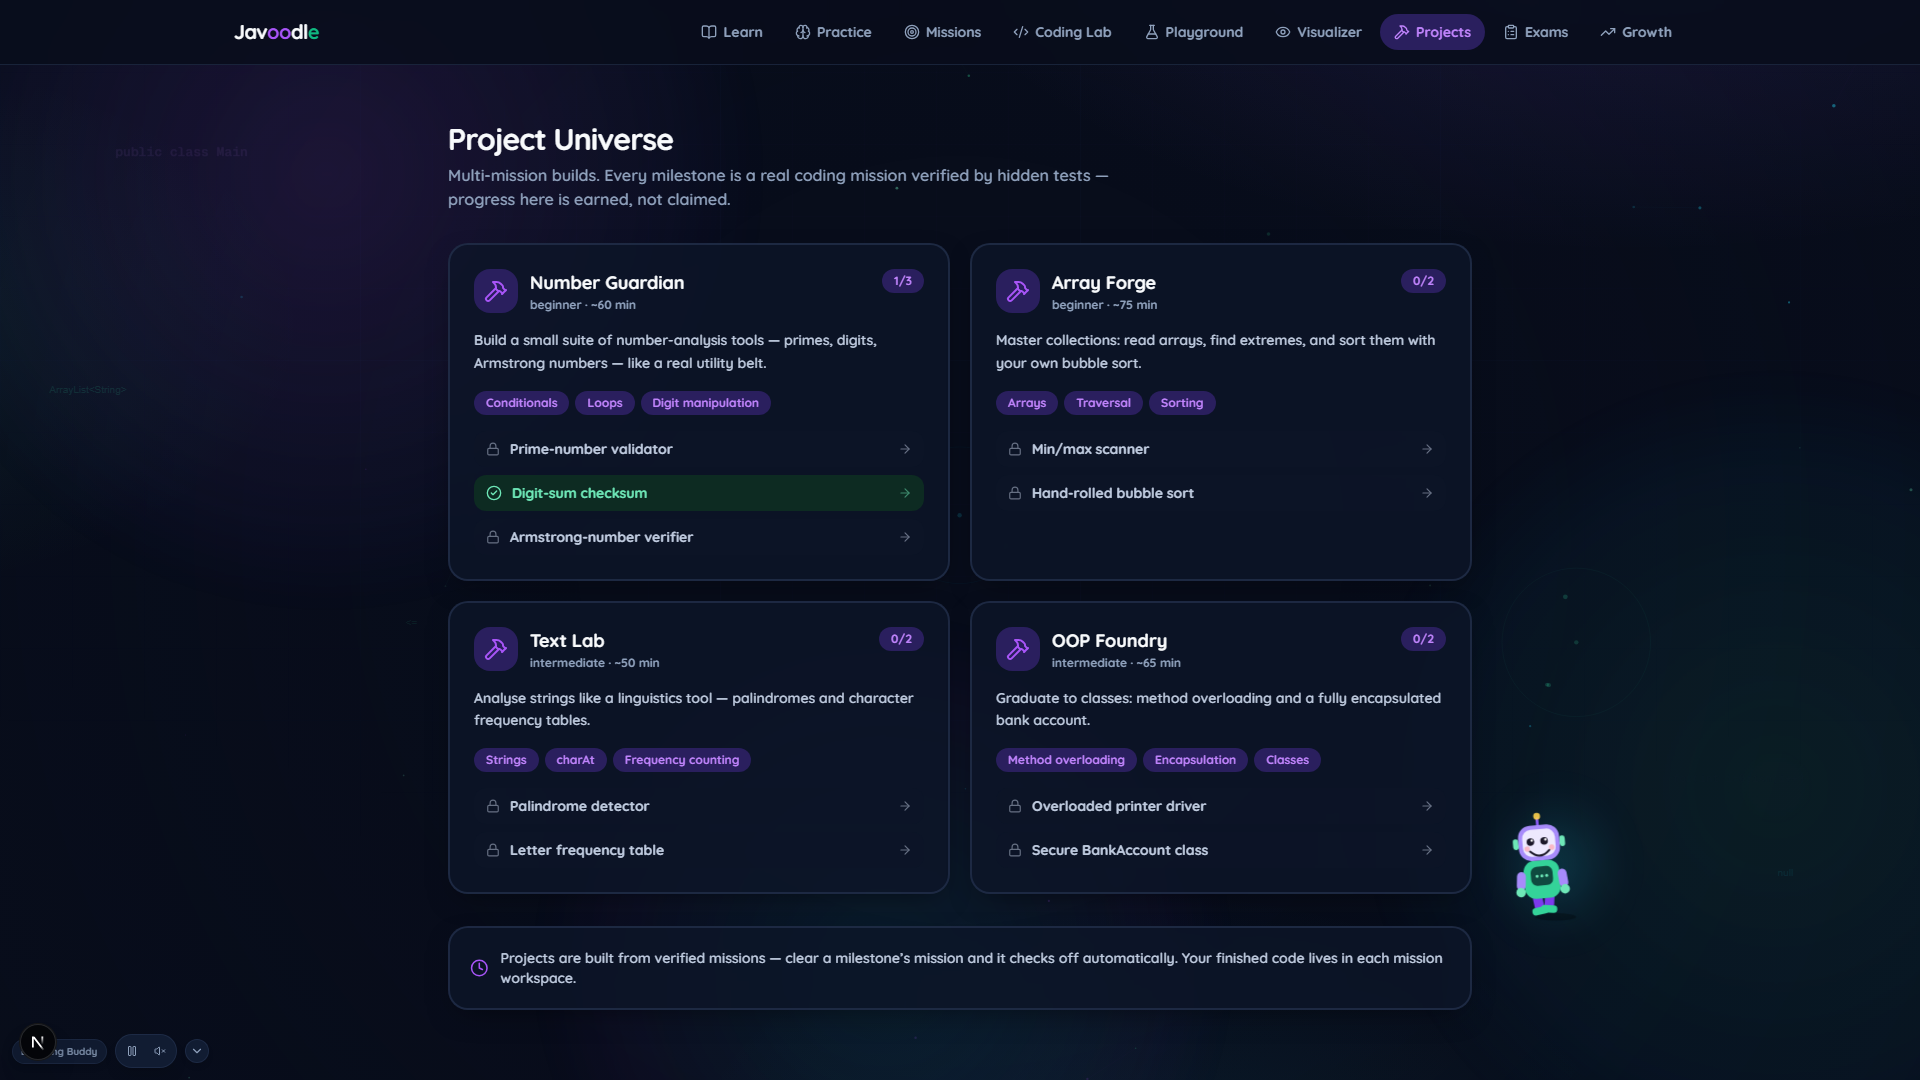 Javoodle
Learn
Practice
Missions
Coding Lab
Playground
Visualizer
Projects
Exams
Growth
public class Main
Project Universe
Multi-mission builds. Every milestone is a real coding mission verified by hidden tests —
progress here is earned, not claimed.
Number Guardian
1/3
beginner · ~60 min
Build a small suite of number-analysis tools — primes, digits,
Armstrong numbers — like a real utility belt.
Conditionals
Loops
Digit manipulation
Prime-number validator
Digit-sum checksum
Armstrong-number verifier
Array Forge
0/2
beginner · ~75 min
Master collections: read arrays, find extremes, and sort them with
your own bubble sort.
Arrays
Traversal
Sorting
Min/max scanner
Hand-rolled bubble sort
ArrayList<String>
Text Lab
0/2
intermediate · ~50 min
Analyse strings like a linguistics tool — palindromes and character
frequency tables.
Strings
charAt
Frequency counting
Palindrome detector
Letter frequency table
OOP Foundry
0/2
intermediate · ~65 min
Graduate to classes: method overloading and a fully encapsulated
bank account.
Method overloading
Encapsulation
Classes
Overloaded printer driver
Secure BankAccount class
null
Projects are built from verified missions — clear a milestone's mission and it checks off automatically. Your finished code lives in each mission
workspace.
N
Buddy